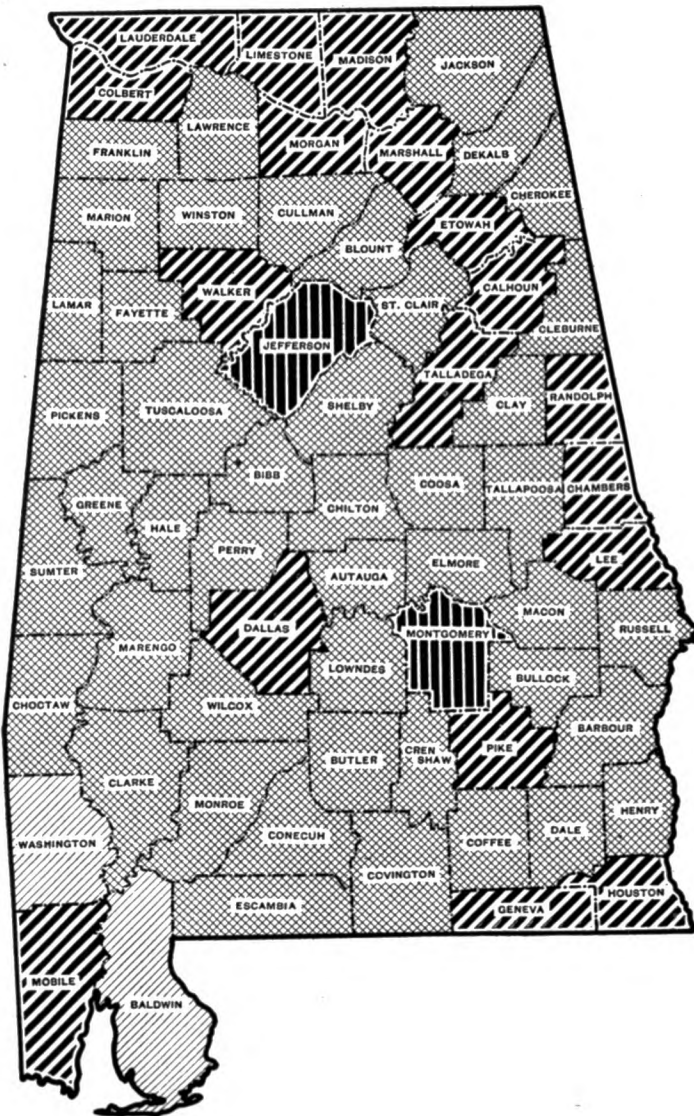 LAUDERDALE
LIMESTONE
MADISON
JACKSON
COLBERT
LAWRENCE
FRANKLIN
MORGAN
MARSHALL
DEKALB
CHEROKEE
MARION
WINSTON
CULLMAN
ETOWAH
BLOUNT
WALKER
CALHOUN
LAMAR
FAYETTE
ST. CLAIR
CLEBURNE
JEFFERSON
TALLADEGA
RANDOLPH
PICKENS
TUSCALOOSA
SHELBY
CLAY
BIBB
GREENE
COOSA
TALLAPOOSA
CHAMBERS
HALE
CHILTON
PERRY
LEE
SUMTER
ELMORE
AUTAUGA
MACON
DALLAS
MONTGOMERY
RUSSELL
MARENGO
LOWNDES
BULLOCK
CHOCTAW
WILCOX
BARBOUR
PIKE
BUTLER
CREN
SHAW
CLARKE
MONROE
HENRY
WASHINGTON
CONECUH
COFFEE
DALE
COVINGTON
HOUSTON
ESCAMBIA
GENEVA
MOBILE
BALDWIN